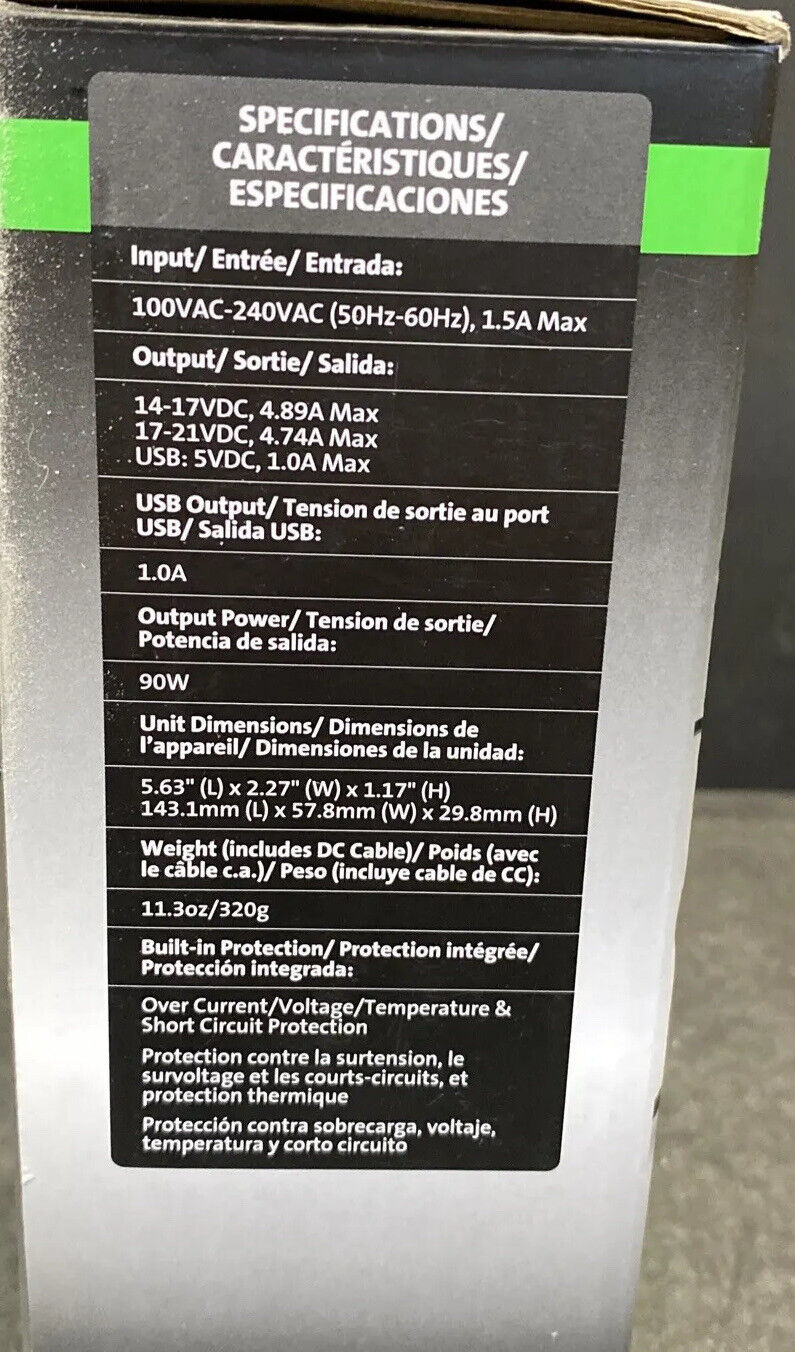 SPECIFICATIONS/
CARACTÉRISTIQUES/
ESPECIFICACIONES
Input/ Entrée/ Entrada:
100VAC-240VAC (50Hz-60Hz), 1.5A Max
Output/ Sortie/ Salida:
14-17VDC, 4.89A Max
17-21VDC, 4.74A Max
USB: 5VDC, 1.0A Max
USB Output/ Tension de sortie au port
USB/ Salida USB:
1.0A
Output Power/ Tension de sortie/
Potencia de salida:
90W
Unit Dimensions/ Dimensions de
l'appareil/ Dimensiones de la unidad:
5.63" (L) x 2.27" (W) x 1.17" (H)
143.1mm (L) x 57.8mm (W) x 29.8mm (H)
Weight (includes DC Cable)/ Poids (avec
le câble c.a.)/ Peso (incluye cable de CC):
11.3oz/320g
Built-in Protection/ Protection intégrée/
Protección integrada:
Over Current/Voltage/Temperature &
Short Circuit Protection
Protection contre la surtension, le
survoltage et les courts-circuits, et
protection thermique
Protección contra sobrecarga, voltaje,
temperatura y corto circuito